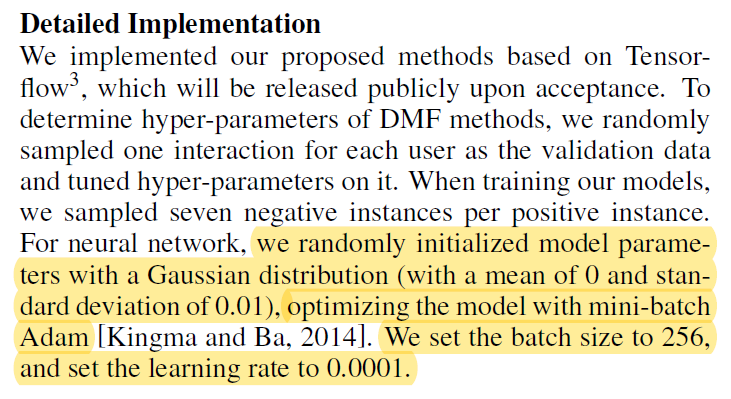 Detailed Implementation
We implemented our proposed methods based on Tensor-
flow³, which will be released publicly upon acceptance. To
determine hyper-parameters of DMF methods, we randomly
sampled one interaction for each user as the validation data
and tuned hyper-parameters on it. When training our models,
we sampled seven negative instances per positive instance.
For neural network, we randomly initialized model parame-
ters with a Gaussian distribution (with a mean of 0 and stan-
dard deviation of 0.01), optimizing the model with mini-batch
Adam [Kingma and Ba, 2014]. We set the batch size to 256,
and set the learning rate to 0.0001.